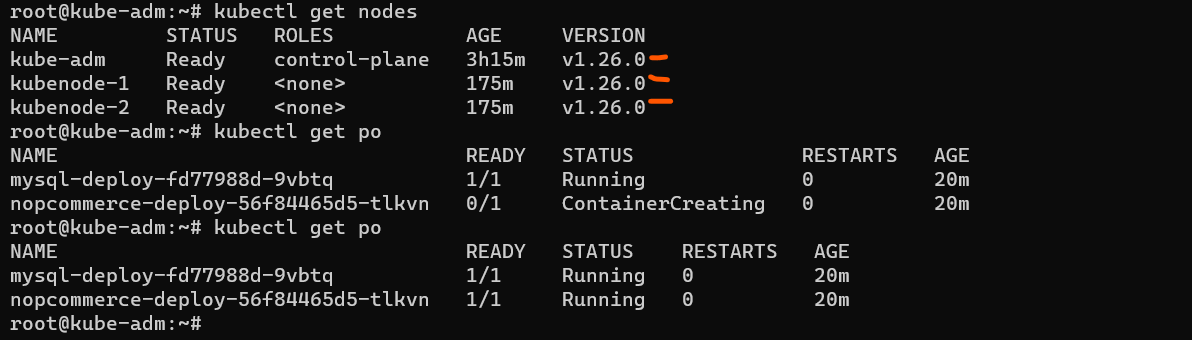 root@kube-adm:~# kubectl get nodes
NAME         STATUS   ROLES           AGE     VERSION
kube-adm     Ready    control-plane   3h15m   v1.26.0
kubenode-1   Ready    <none>          175m    v1.26.0
kubenode-2   Ready    <none>          175m    v1.26.0
root@kube-adm:~# kubectl get po
NAME                                  READY   STATUS              RESTARTS   AGE
mysql-deploy-fd77988d-9vbtq           1/1     Running             0          20m
nopcommerce-deploy-56f84465d5-tlkvn   0/1     ContainerCreating   0          20m
root@kube-adm:~# kubectl get po
NAME                                  READY   STATUS    RESTARTS   AGE
mysql-deploy-fd77988d-9vbtq           1/1     Running   0          20m
nopcommerce-deploy-56f84465d5-tlkvn   1/1     Running   0          20m
root@kube-adm:~#